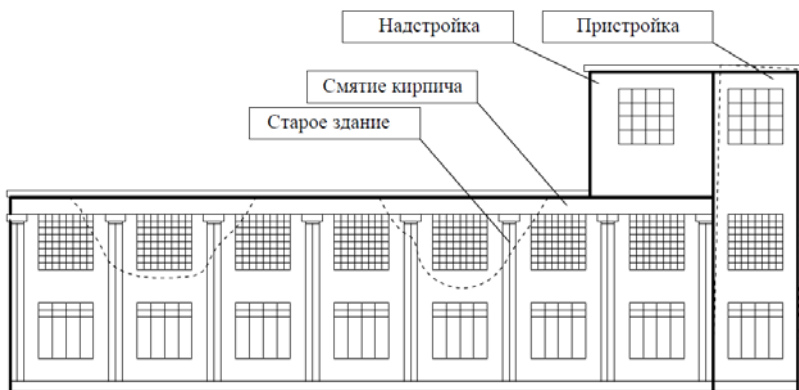 Надстройка
Пристройка
Смятие кирпича
Старое здание